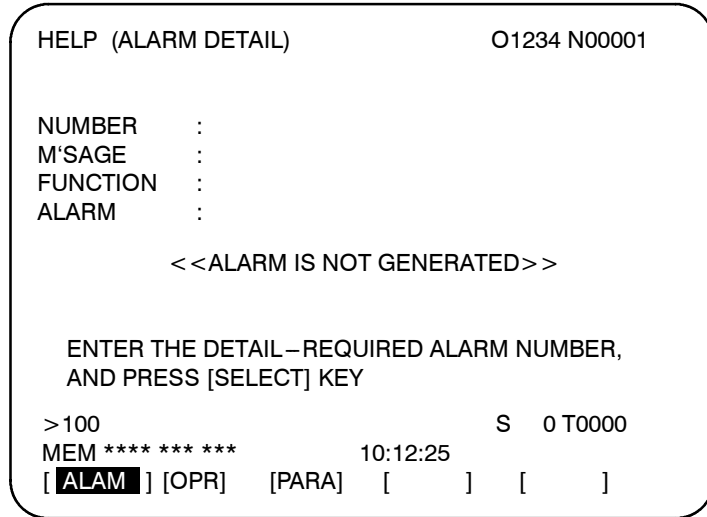 HELP (ALARM DETAIL) O1234 N00001
NUMBER :
M‘SAGE :
FUNCTION :
ALARM :
<<ALARM IS NOT GENERATED>>
ENTER THE DETAIL–REQUIRED ALARM NUMBER,
AND PRESS [SELECT] KEY
>100 S 0 T0000
MEM **** *** *** 10:12:25
[ ALAM ] [OPR] [PARA] [ ] [ ]